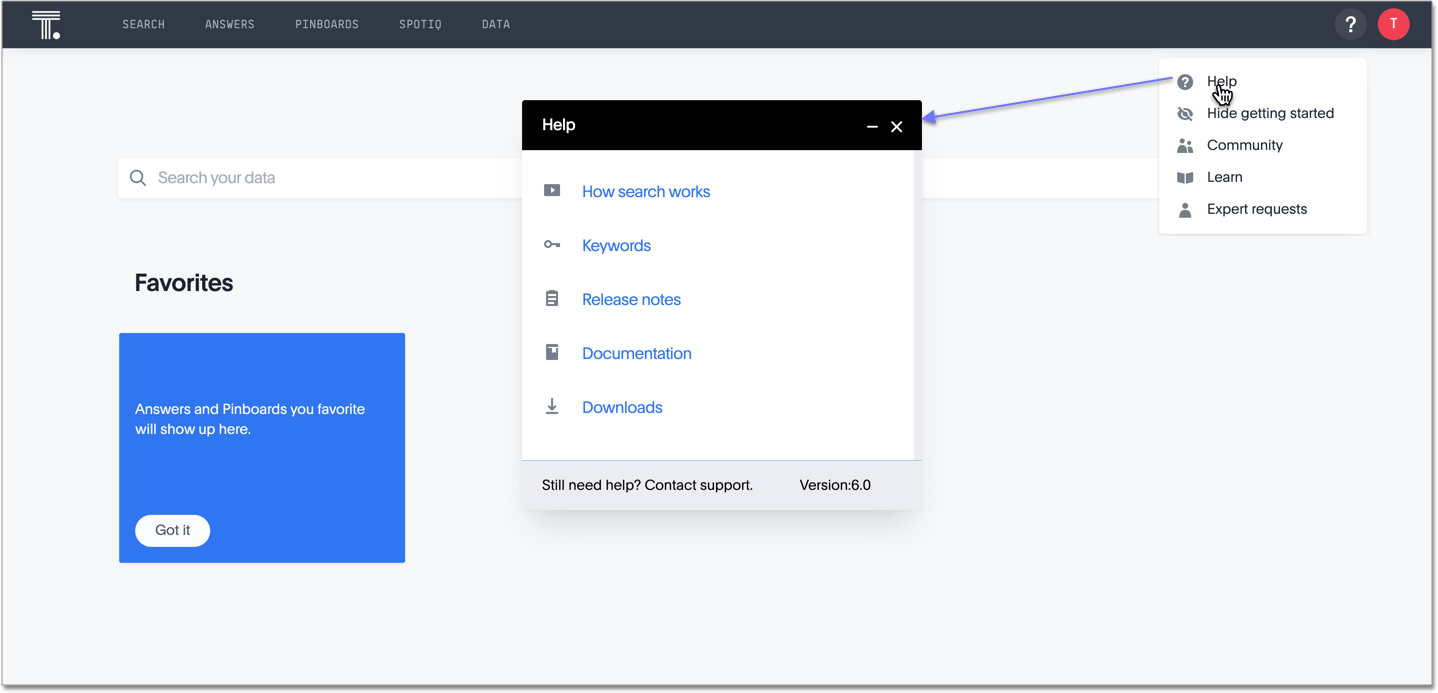 T.
SEARCH
ANSWERS
PINBOARDS
SPOTIQ
DATA
?
T
Help
Hide getting started
Community
Learn
Expert requests
Help
Search your data
How search works
Keywords
Release notes
Documentation
Downloads
Still need help? Contact support.
Version:6.0
Favorites
Answers and Pinboards you favorite
will show up here.
Got it